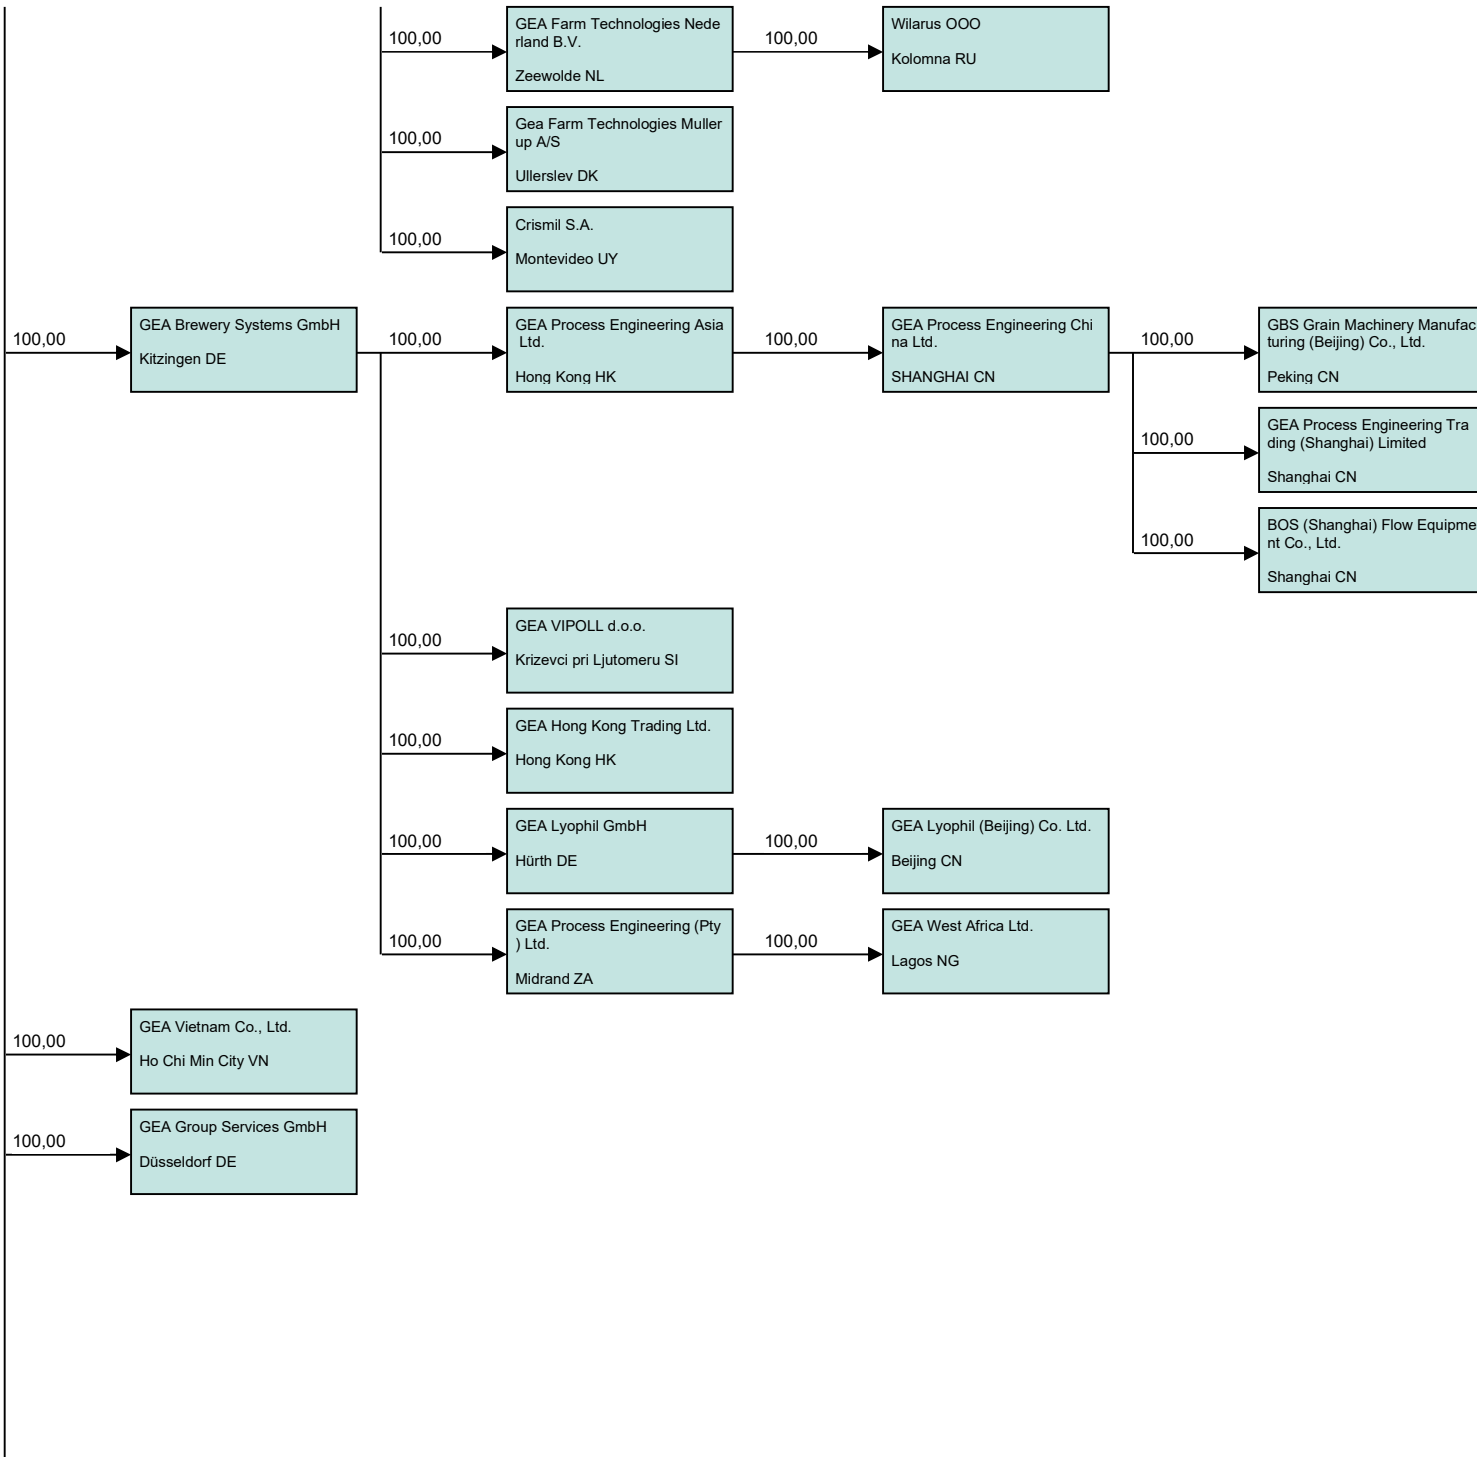 100,00
GEA Farm Technologies Nede
rland B.V.
Zeewolde NL
100,00
Wilarus OOO
Kolomna RU
100,00
Gea Farm Technologies Muller
up A/S
Ullerslev DK
100,00
Crismil S.A.
Montevideo UY
100,00
GEA Brewery Systems GmbH
Kitzingen DE
100,00
GEA Process Engineering Asia
Ltd.
Hong Kong HK
100,00
GEA Process Engineering Chi
na Ltd.
SHANGHAI CN
100,00
GBS Grain Machinery Manufac
turing (Beijing) Co., Ltd.
Peking CN
100,00
GEA Process Engineering Tra
ding (Shanghai) Limited
Shanghai CN
100,00
BOS (Shanghai) Flow Equipme
nt Co., Ltd.
Shanghai CN
100,00
GEA VIPOLL d.o.o.
Krizevci pri Ljutomeru SI
100,00
GEA Hong Kong Trading Ltd.
Hong Kong HK
100,00
GEA Lyophil GmbH
Hürth DE
100,00
GEA Lyophil (Beijing) Co. Ltd.
Beijing CN
100,00
GEA Process Engineering (Pty
) Ltd.
Midrand ZA
100,00
GEA West Africa Ltd.
Lagos NG
100,00
GEA Vietnam Co., Ltd.
Ho Chi Min City VN
100,00
GEA Group Services GmbH
Düsseldorf DE